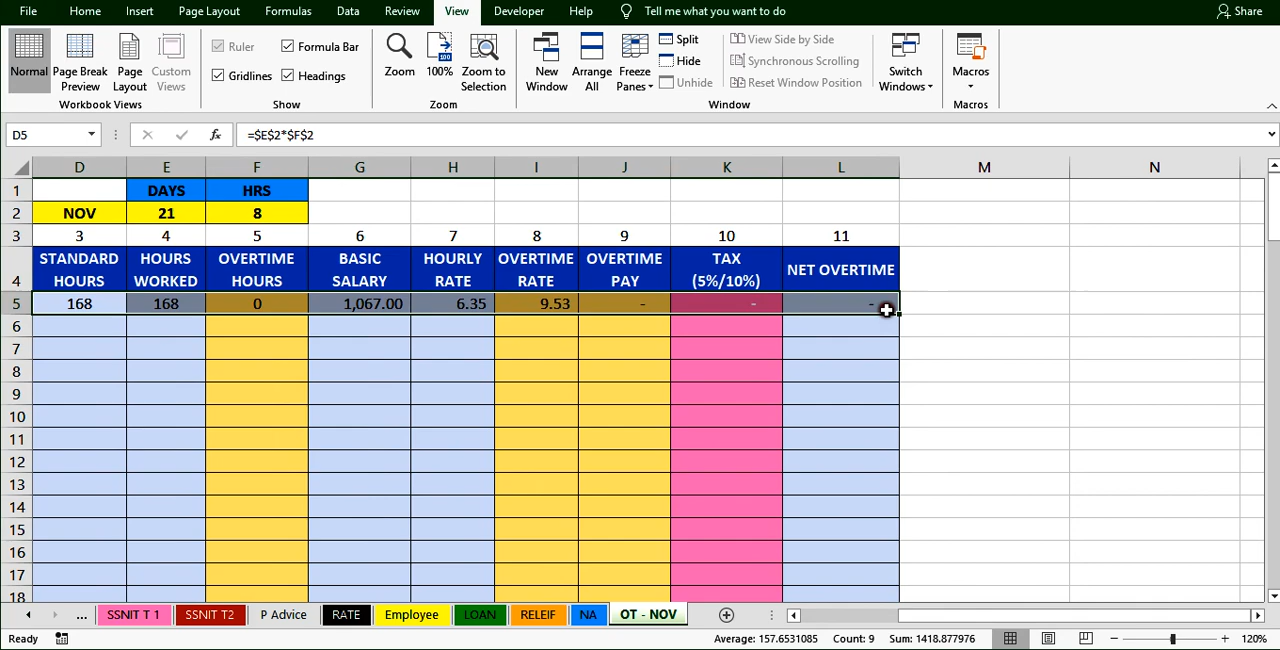 File Home Insert Page Layout Formulas Data Review View Developer Help Tell me what you want to do Share
Normal Page Break Preview Page Layout Custom Views
Workbook Views
Ruler Formula Bar
Gridlines Headings
Show
Zoom 100% Zoom to Selection
Zoom
New Window Arrange All Freeze Panes
Split View Side by Side
Hide Synchronous Scrolling
Unhide Reset Window Position
Switch Windows
Window
Macros
Macros
D5 fx =$E$2*$F$2
D E F G H I J K L M N
1 DAYS HRS
2 NOV 21 8
3 3 4 5 6 7 8 9 10 11
4 STANDARD HOURS HOURS WORKED OVERTIME HOURS BASIC SALARY HOURLY RATE OVERTIME RATE OVERTIME PAY TAX (5%/10%) NET OVERTIME
5 168 168 0 1,067.00 6.35 9.53 - - -
6
7
8
9
10
11
12
13
14
15
16
17
18
... SSNIT T 1 SSNIT T2 P Advice RATE Employee LOAN RELEIF NA OT - NOV
Ready Average: 157.6531085 Count: 9 Sum: 1418.877976 120%